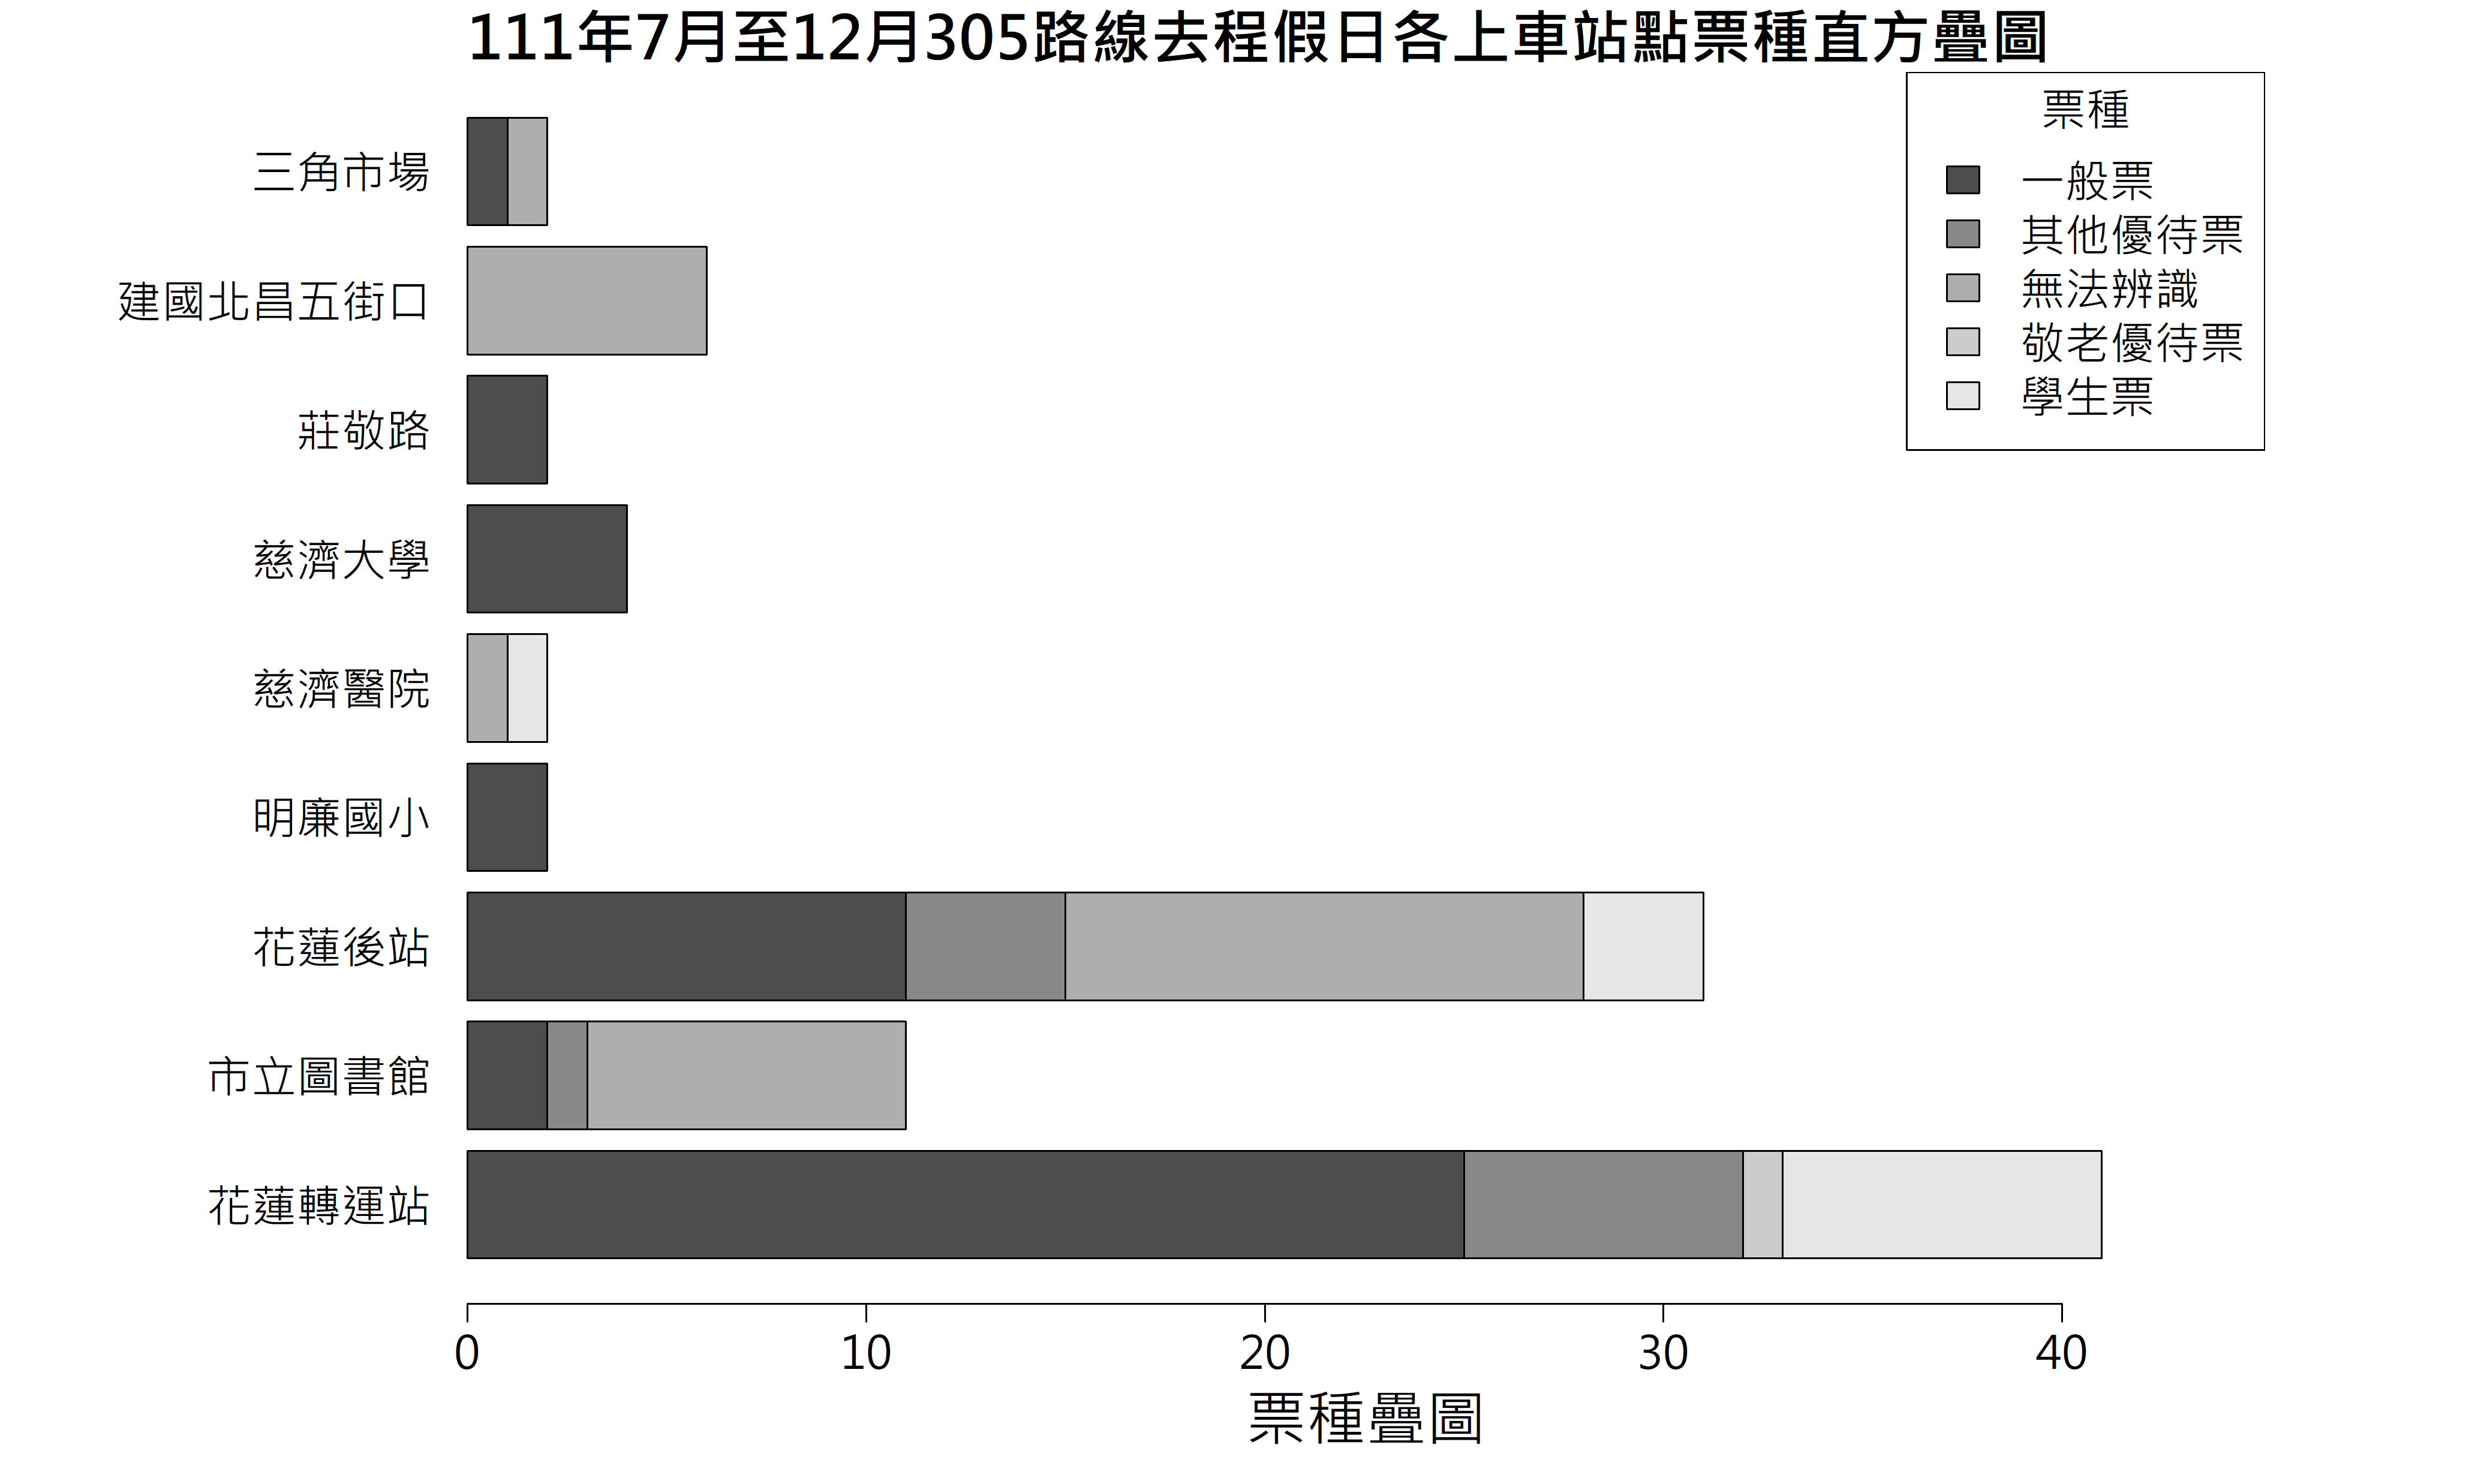 111年7月至12月305路線去程假日各上車站點票種直方疊圖
票種
一般票
其他優待票
無法辨識
敬老優待票
學生票
三角市場
建國北昌五街口
莊敬路
慈濟大學
慈濟醫院
明廉國小
花蓮後站
市立圖書館
花蓮轉運站
0 10 20 30 40
票種疊圖